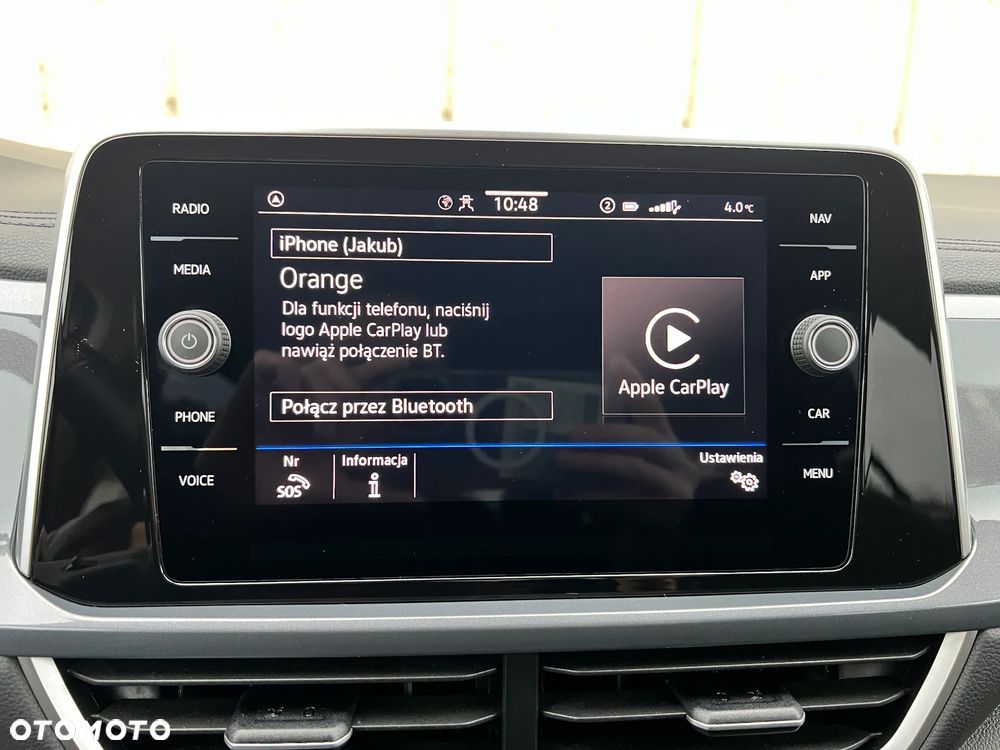 RADIO
MEDIA
PHONE
VOICE
10:48
2
4.0°C
iPhone (Jakub)
Orange
Dla funkcji telefonu, naciśnij
logo Apple CarPlay lub
nawiąż połączenie BT.
Połącz przez Bluetooth
Apple CarPlay
Nr
SOS
Informacja
Ustawienia
NAV
APP
CAR
MENU
OTOMOTO